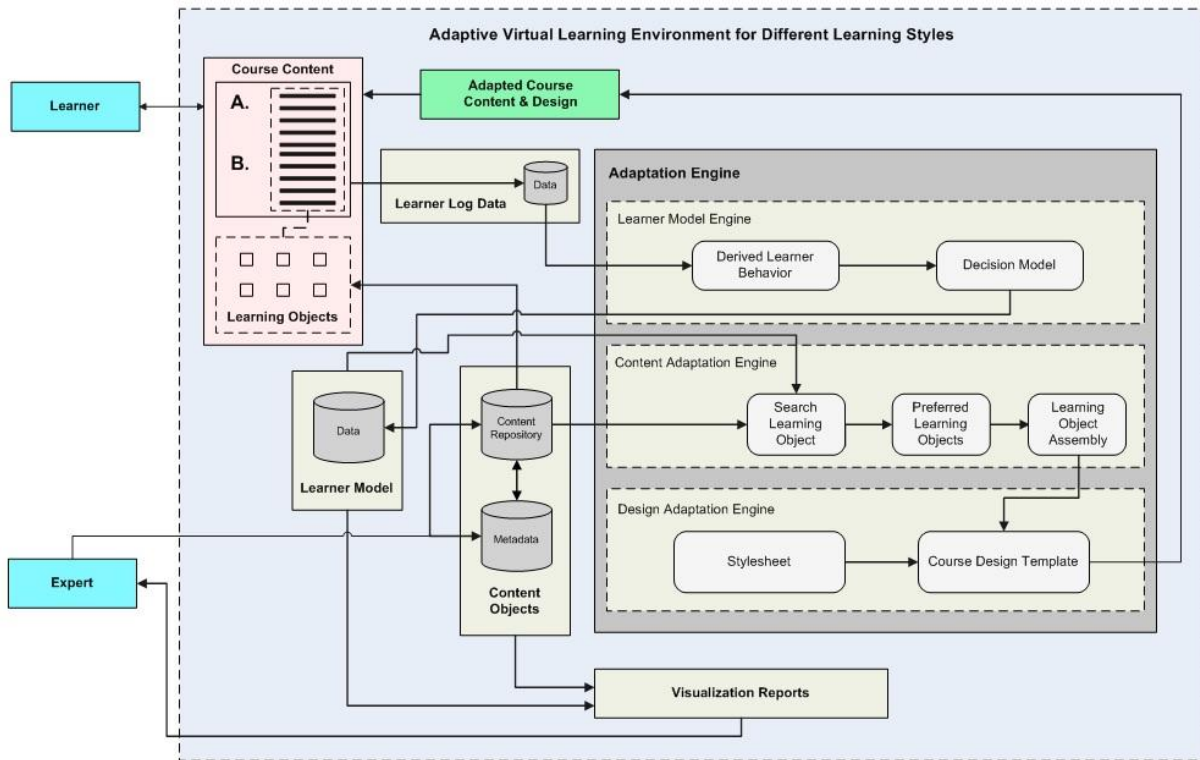 Adaptive Virtual Learning Environment for Different Learning Styles
Course Content
A.
B.
Learning Objects
Learner
Adapted Course
Content & Design
Data
Learner Log Data
Adaptation Engine
Learner Model Engine
Derived Learner
Behavior
Decision Model
Content Adaptation Engine
Search
Learning
Object
Preferred
Learning
Objects
Learning
Object
Assembly
Data
Learner Model
Content
Repository
Metadata
Content
Objects
Design Adaptation Engine
Stylesheet
Course Design Template
Expert
Visualization Reports